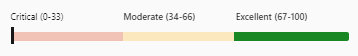 Critical (0-33) Moderate (34-66) Excellent (67-100)